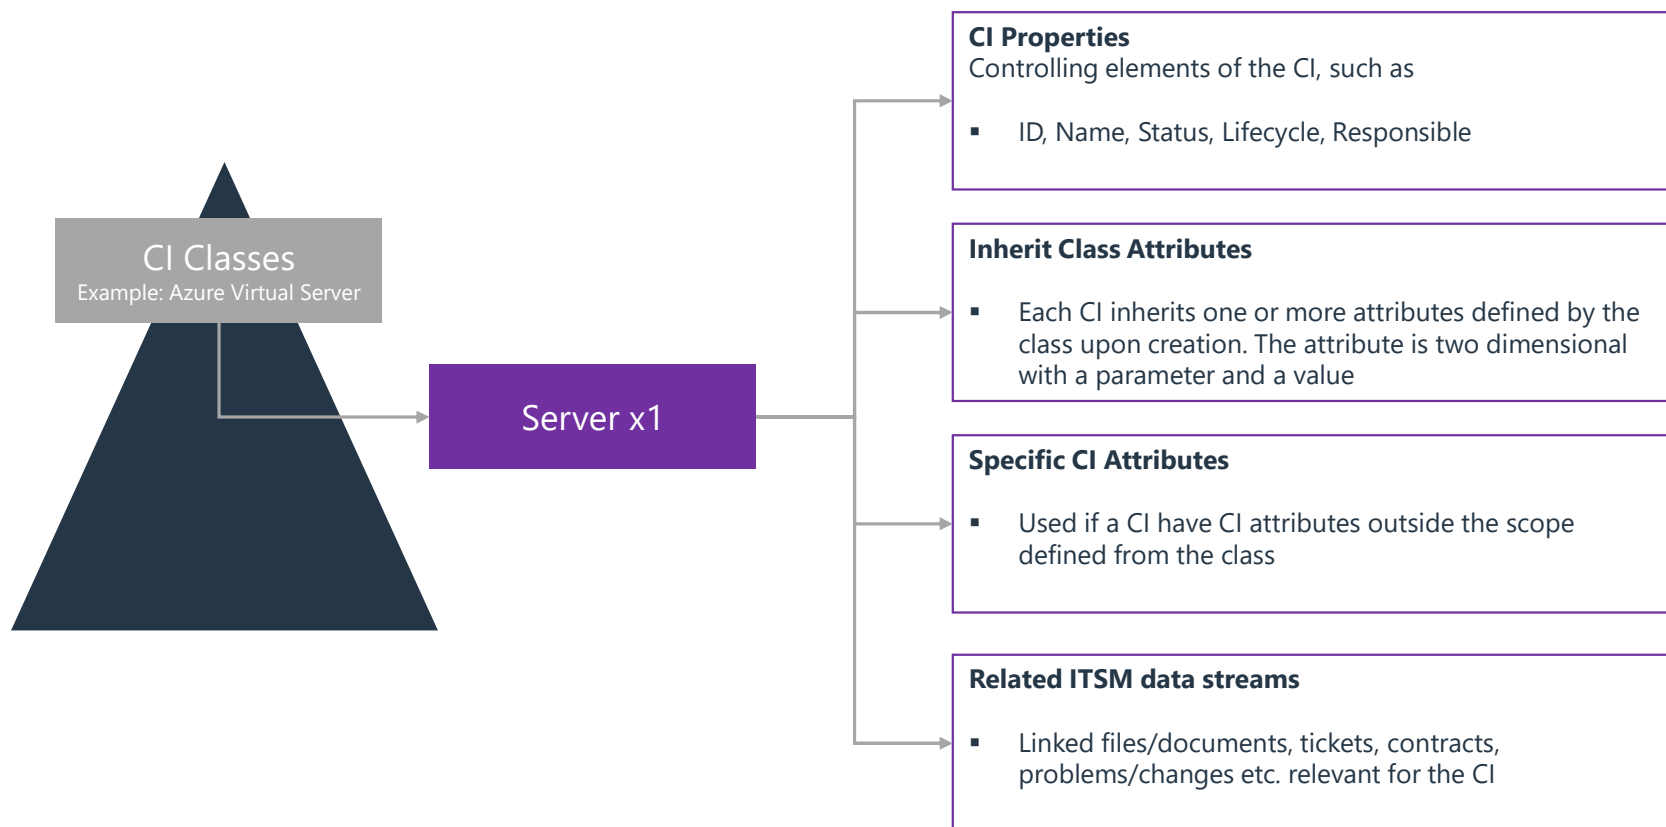 CI Classes
Example: Azure Virtual Server
Server x1
CI Properties
Controlling elements of the CI, such as
▪ ID, Name, Status, Lifecycle, Responsible
Inherit Class Attributes
▪ Each CI inherits one or more attributes defined by the
class upon creation. The attribute is two dimensional
with a parameter and a value
Specific CI Attributes
▪ Used if a CI have CI attributes outside the scope
defined from the class
Related ITSM data streams
▪ Linked files/documents, tickets, contracts,
problems/changes etc. relevant for the CI